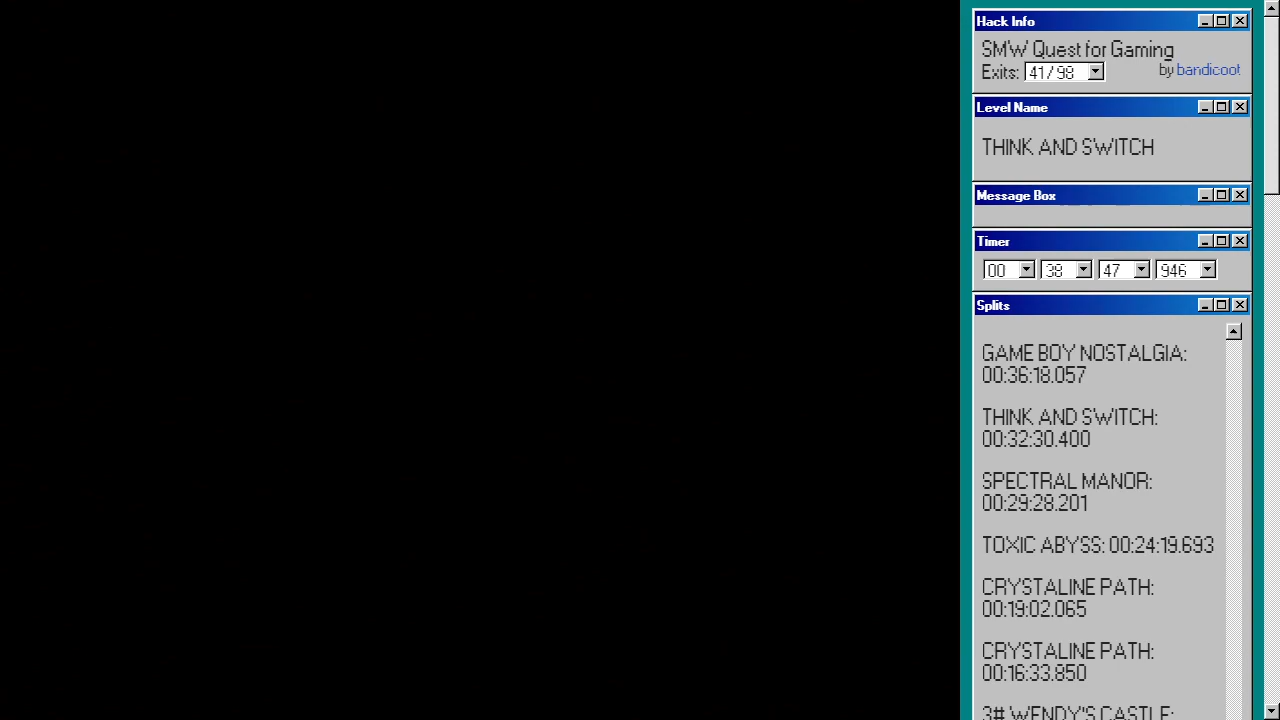 Hack Info
SMW Quest for Gaming
Exits: 41/98
by bandicoot
Level Name
THINK AND SWITCH
Message Box
Timer
00 38 47 946
Splits
GAME BOY NOSTALGIA:
00:36:18.057
THINK AND SWITCH:
00:32:30.400
SPECTRAL MANOR:
00:29:28.201
TOXIC ABYSS: 00:24:19.693
CRYSTALINE PATH:
00:19:02.065
CRYSTALINE PATH:
00:16:33.850
3# WENDY'S CASTLE: